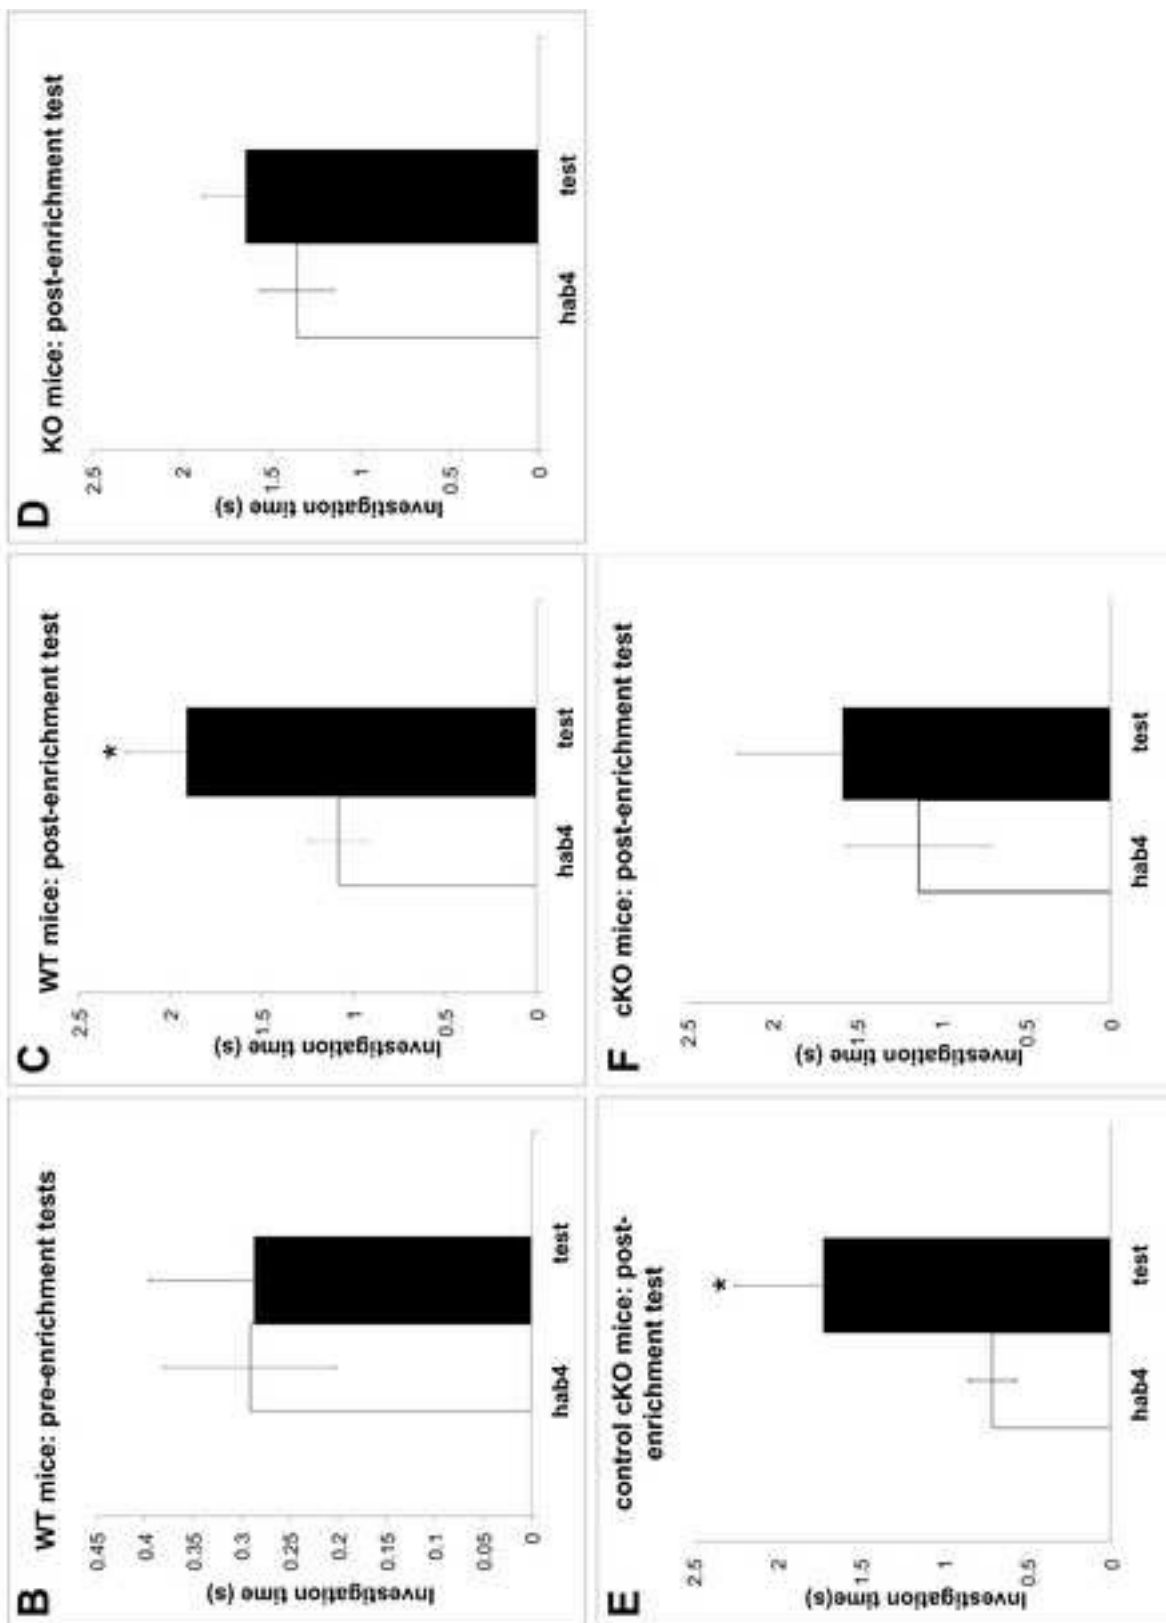 B
WT mice: pre-enrichment tests
Investigation time (s)
0.45
0.4
0.35
0.3
0.25
0.2
0.15
0.1
0.05
0
hab4
test
C
WT mice: post-enrichment test
Investigation time (s)
2.5
2
1.5
1
0.5
0
*
hab4
test
D
KO mice: post-enrichment test
Investigation time (s)
2.5
2
1.5
1
0.5
0
hab4
test
E
control cKO mice: post-
enrichment test
Investigation time(s)
2.5
2
1.5
1
0.5
0
*
hab4
test
F
cKO mice: post-enrichment test
Investigation time (s)
2.5
2
1.5
1
0.5
0
hab4
test